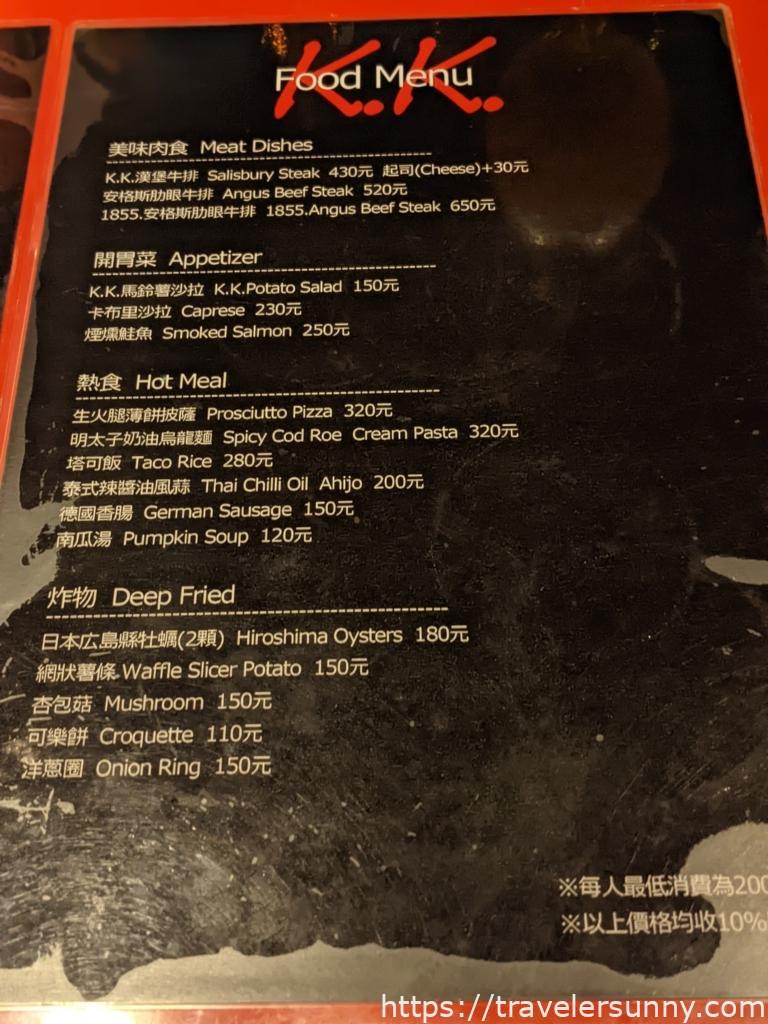 K.K.
Food Menu
美味肉食 Meat Dishes
K.K.漢堡牛排 Salisbury Steak 430元 起司(Cheese)+30元
安格斯肋眼牛排 Angus Beef Steak 520元
1855.安格斯肋眼牛排 1855.Angus Beef Steak 650元
開胃菜 Appetizer
K.K.馬鈴薯沙拉 K.K.Potato Salad 150元
卡布里沙拉 Caprese 230元
煙燻鮭魚 Smoked Salmon 250元
熱食 Hot Meal
生火腿薄餅披薩 Prosciutto Pizza 320元
明太子奶油烏龍麵 Spicy Cod Roe Cream Pasta 320元
塔可飯 Taco Rice 280元
泰式辣醬油風蒜 Thai Chilli Oil Ahijo 200元
德國香腸 German Sausage 150元
南瓜湯 Pumpkin Soup 120元
炸物 Deep Fried
日本広島縣牡蠣(2顆) Hiroshima Oysters 180元
網狀薯條 Waffle Slicer Potato 150元
杏包菇 Mushroom 150元
可樂餅 Croquette 110元
洋蔥圈 Onion Ring 150元
※每人最低消費為200
※以上價格均收10%
https://travelersunny.com